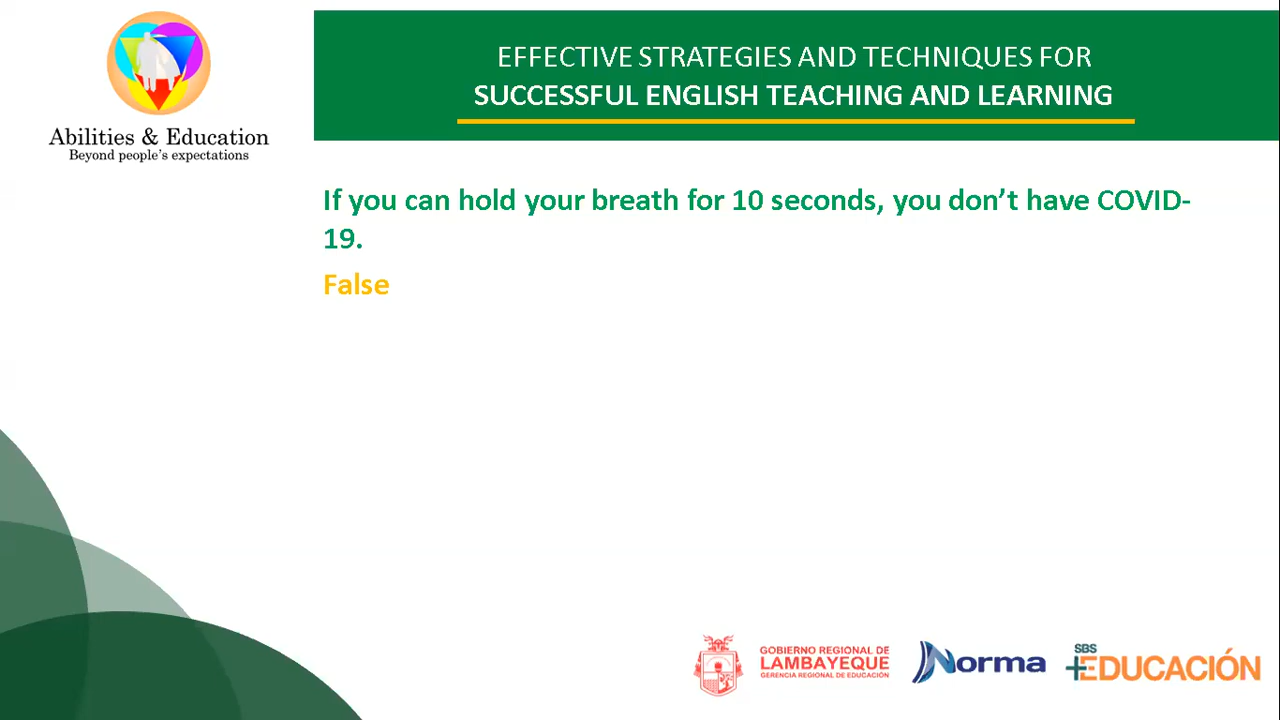 EFFECTIVE STRATEGIES AND TECHNIQUES FOR
SUCCESSFUL ENGLISH TEACHING AND LEARNING
Abilities & Education
Beyond people's expectations
If you can hold your breath for 10 seconds, you don’t have COVID-
19.
False
GOBIERNO REGIONAL DE
LAMBAYEQUE
GERENCIA REGIONAL DE EDUCACIÓN
Norma
SBS
EDUCACIÓN